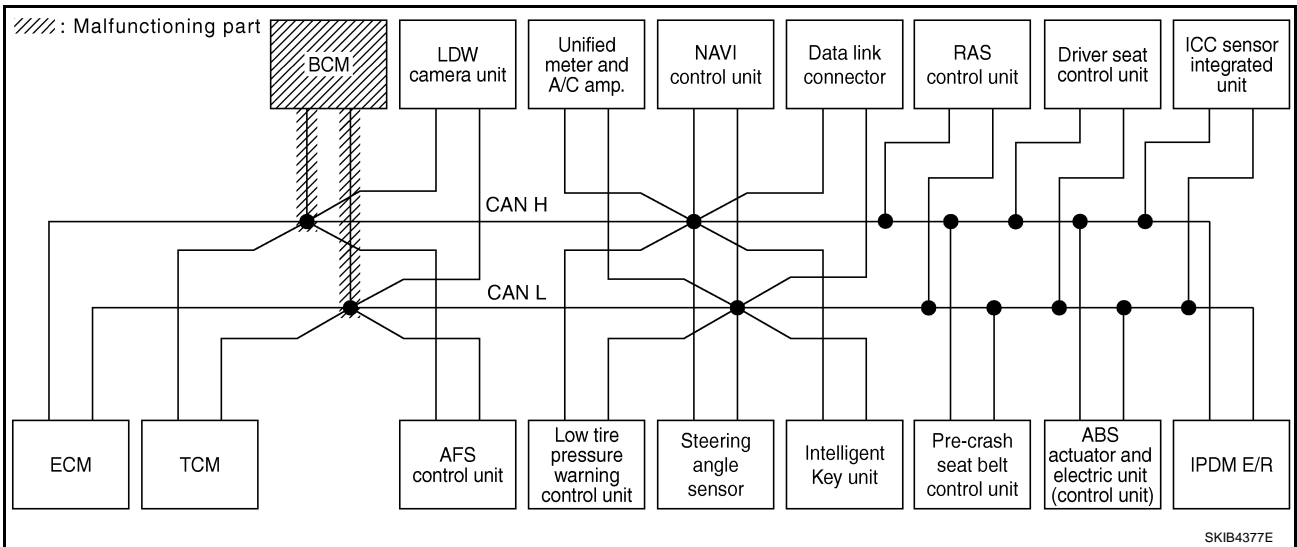 : Malfunctioning part
BCM
LDW
camera unit
Unified
meter and
A/C amp.
NAVI
control unit
Data link
connector
RAS
control unit
Driver seat
control unit
ICC sensor
integrated
unit
CAN H
CAN L
ECM
TCM
AFS
control unit
Low tire
pressure
warning
control unit
Steering
angle
sensor
Intelligent
Key unit
Pre-crash
seat belt
control unit
ABS
actuator and
electric unit
(control unit)
IPDM E/R
SKIB4377E